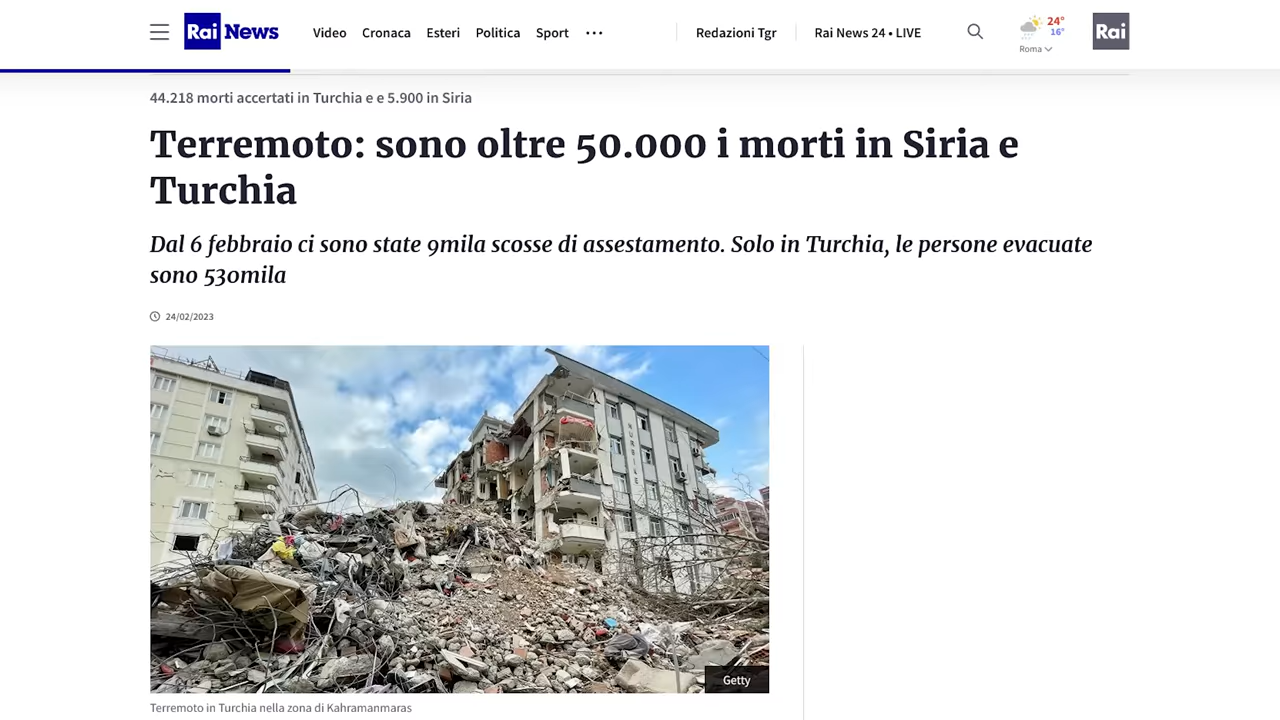 Rai News Video Cronaca Esteri Politica Sport ··· Redazioni Tgr Rai News 24 • LIVE 24° Rai
16°
Roma
44.218 morti accertati in Turchia e e 5.900 in Siria
Terremoto: sono oltre 50.000 i morti in Siria e
Turchia
Dal 6 febbraio ci sono state 9mila scosse di assestamento. Solo in Turchia, le persone evacuate
sono 530mila
24/02/2023
Getty
Terremoto in Turchia nella zona di Kahramanmaras